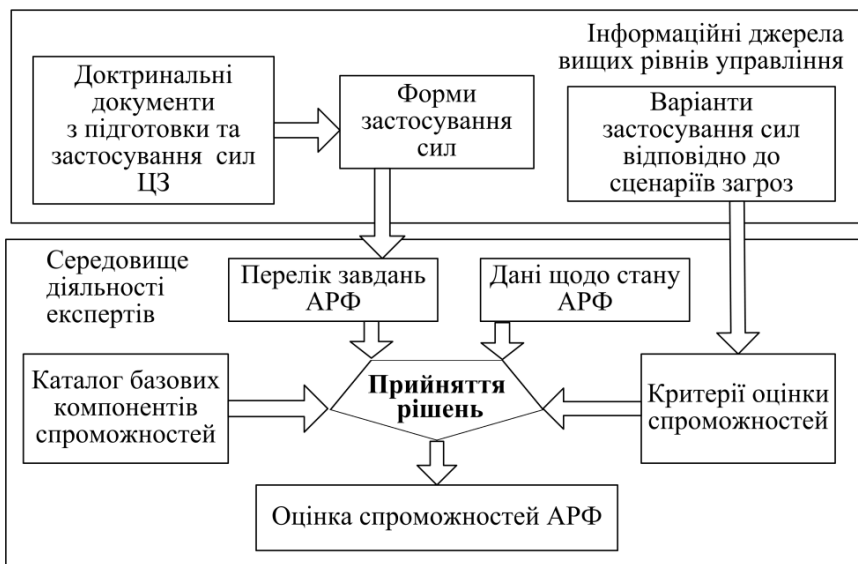 Інформаційні джерела
вищих рівнів управління
Доктринальні
документи
з підготовки та
застосування сил
ЦЗ
Форми
застосування
сил
Варіанти
застосування сил
відповідно до
сценаріїв загроз
Середовище
діяльності
експертів
Перелік завдань
АРФ
Дані щодо стану
АРФ
Каталог базових
компонентів
спроможностей
Прийняття
рішень
Критерії оцінки
спроможностей
Оцінка спроможностей АРФ